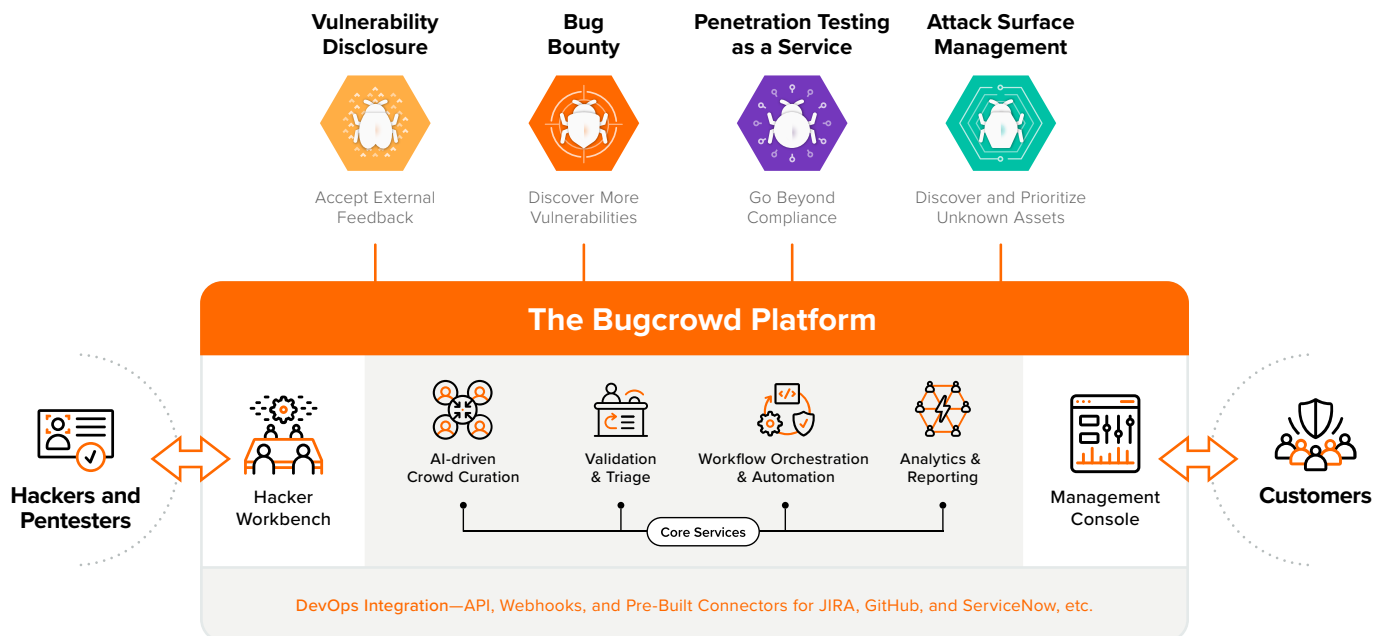 Vulnerability
Disclosure
Bug
Bounty
Penetration Testing
as a Service
Attack Surface
Management
Accept External
Feedback
Discover More
Vulnerabilities
Go Beyond
Compliance
Discover and Prioritize
Unknown Assets
The Bugcrowd Platform
Hackers and
Pentesters
Hacker
Workbench
AI-driven
Crowd Curation
Validation
& Triage
Workflow Orchestration
& Automation
Analytics &
Reporting
Core Services
Management
Console
Customers
DevOps Integration—API, Webhooks, and Pre-Built Connectors for JIRA, GitHub, and ServiceNow, etc.